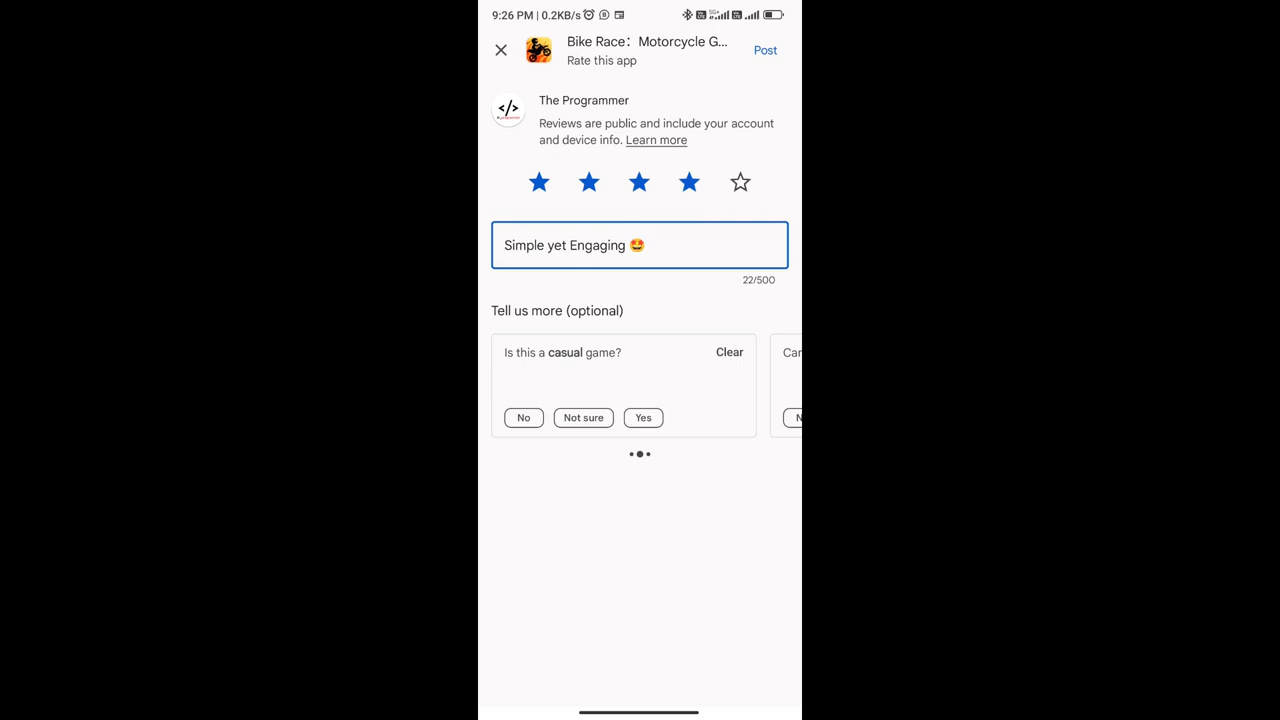 9:26 PM | 0.2KB/s
Bike Race: Motorcycle G...
Rate this app
Post
The Programmer
Reviews are public and include your account
and device info. Learn more
Simple yet Engaging 🤩
22/500
Tell us more (optional)
Is this a casual game?
Clear
Car
No
Not sure
Yes
N